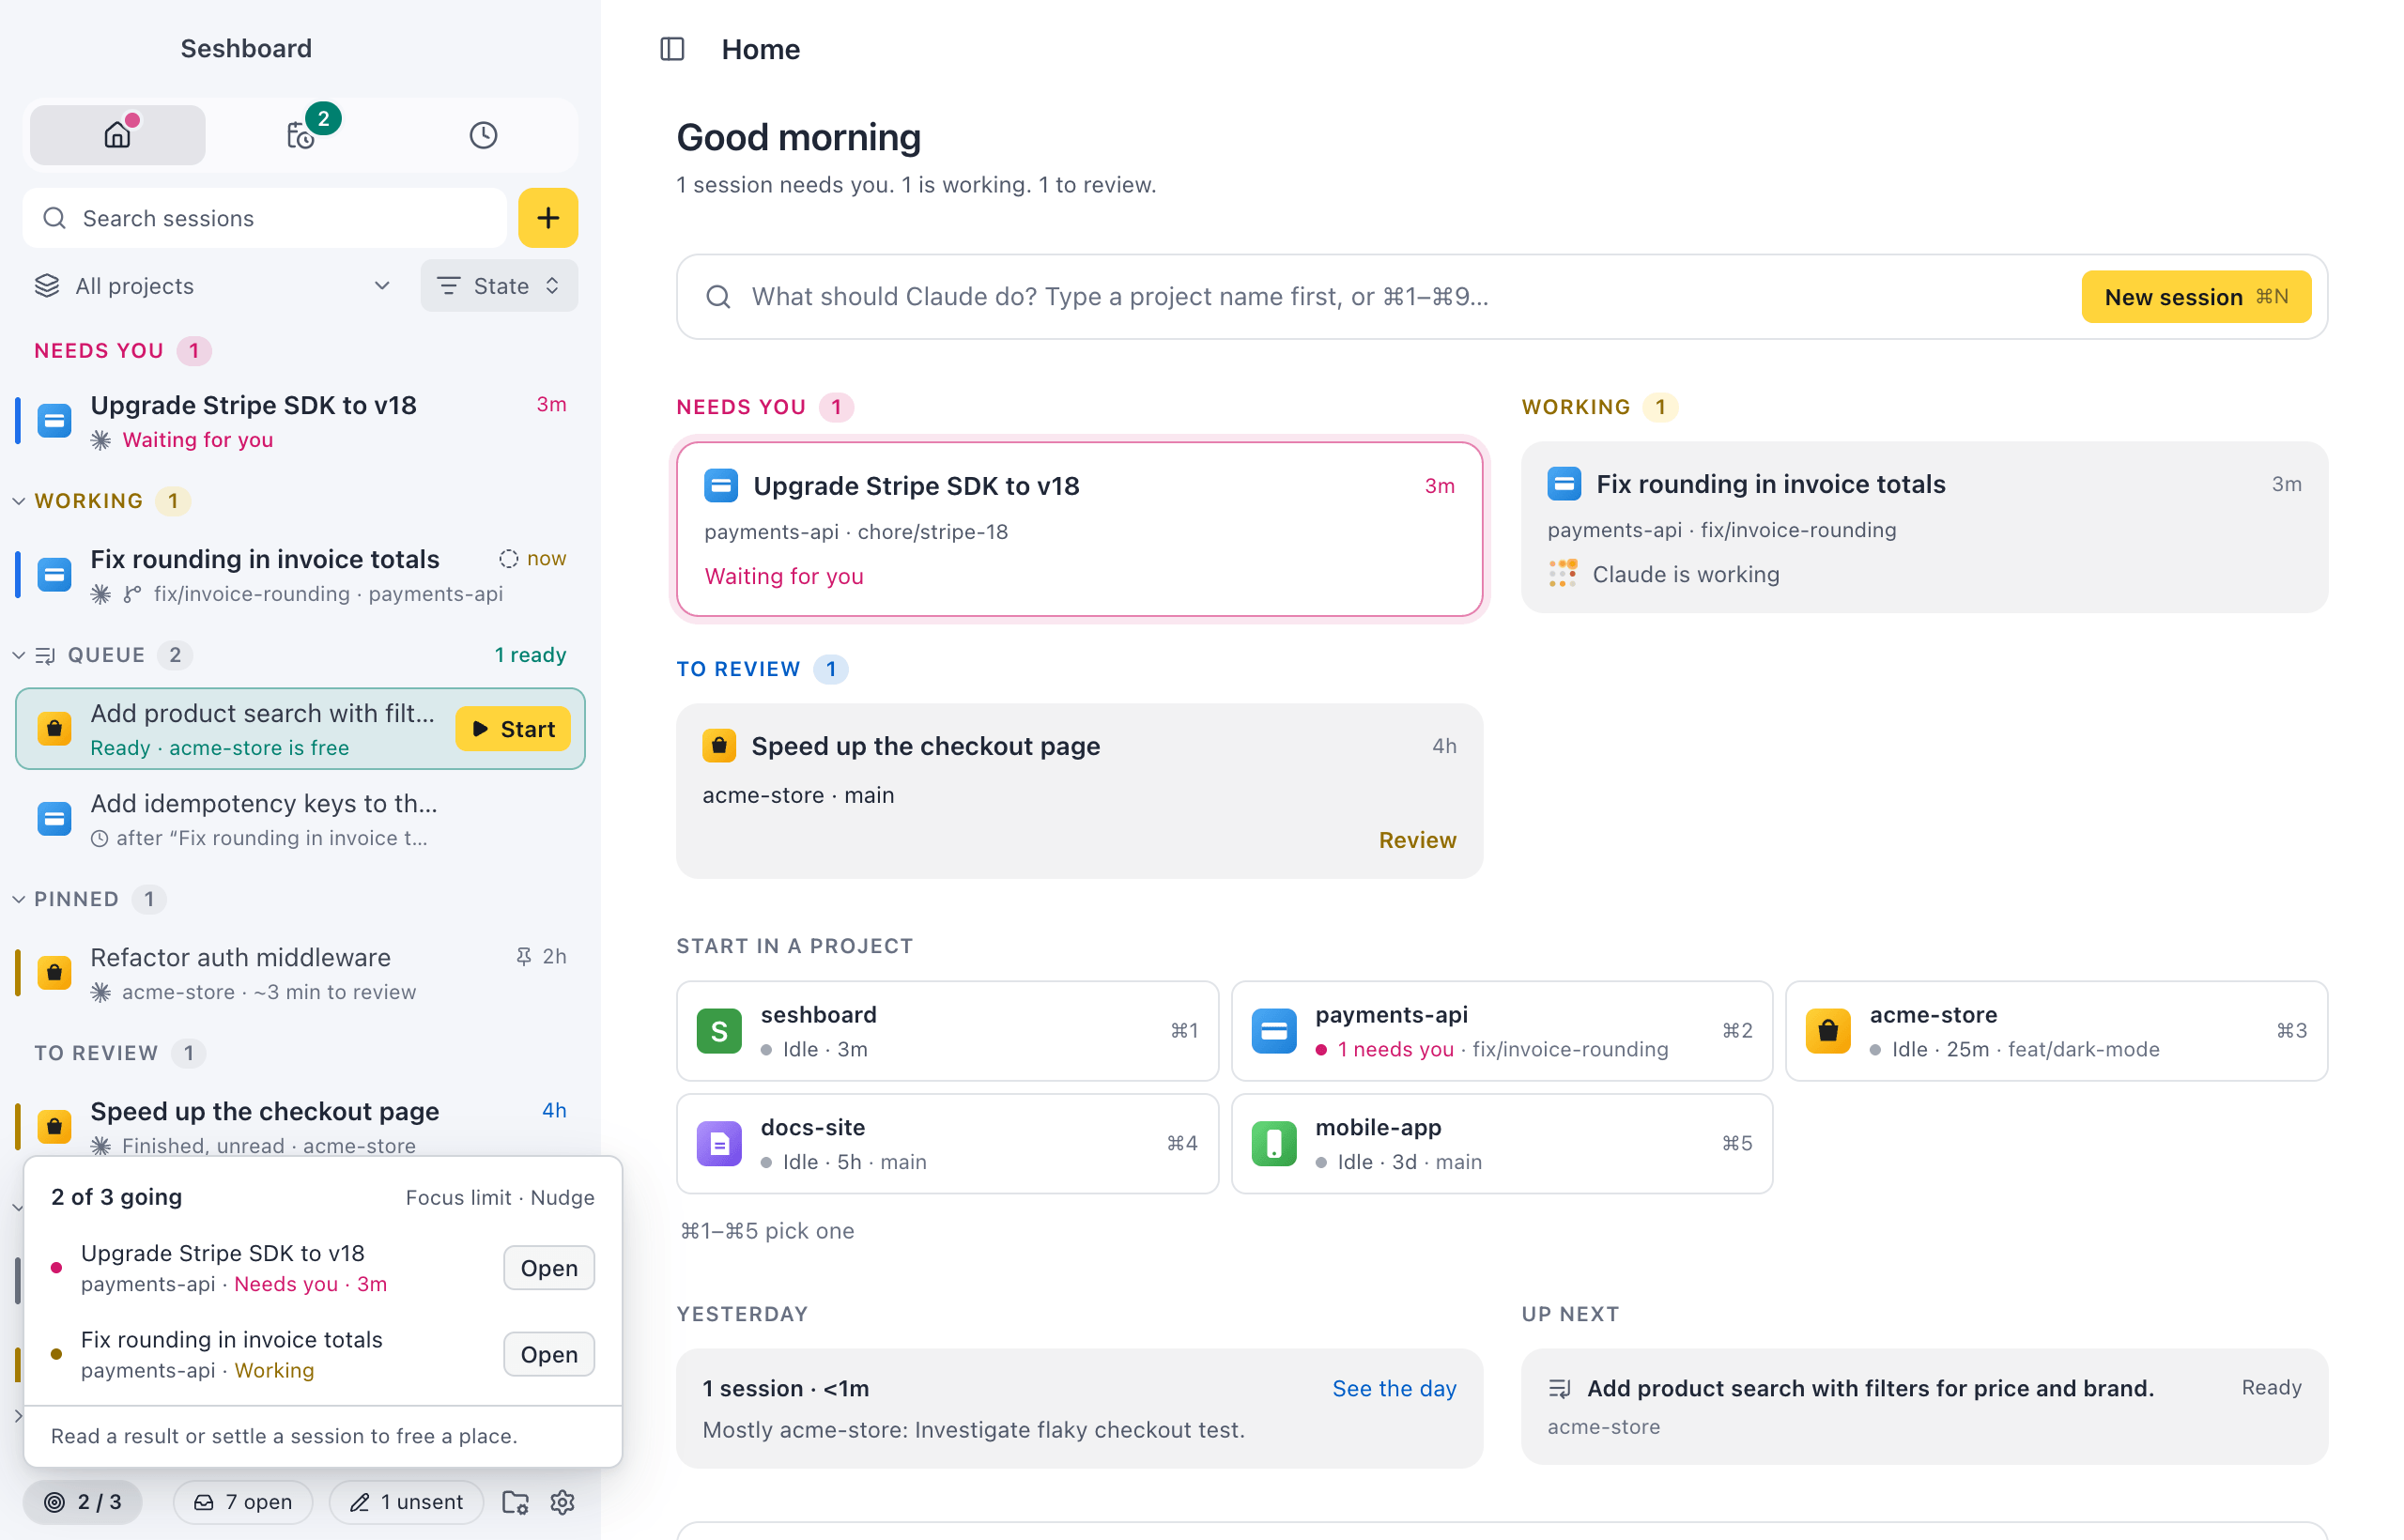 Seshboard
2
Search sessions
All projects
State
NEEDS YOU 1
Upgrade Stripe SDK to v18 3m
Waiting for you
WORKING 1
Fix rounding in invoice totals now
fix/invoice-rounding · payments-api
QUEUE 2 1 ready
Add product search with filt...
Start
Ready · acme-store is free
Add idempotency keys to th...
after “Fix rounding in invoice t...
PINNED 1
Refactor auth middleware 2h
acme-store · ~3 min to review
TO REVIEW 1
Speed up the checkout page 4h
Finished, unread · acme-store
2 of 3 going Focus limit · Nudge
Upgrade Stripe SDK to v18
payments-api · Needs you · 3m
Open
Fix rounding in invoice totals
payments-api · Working
Open
Read a result or settle a session to free a place.
2 / 3 7 open 1 unsent
Home
Good morning
1 session needs you. 1 is working. 1 to review.
What should Claude do? Type a project name first, or ⌘1–⌘9...
New session ⌘N
NEEDS YOU 1
Upgrade Stripe SDK to v18 3m
payments-api · chore/stripe-18
Waiting for you
WORKING 1
Fix rounding in invoice totals 3m
payments-api · fix/invoice-rounding
Claude is working
TO REVIEW 1
Speed up the checkout page 4h
acme-store · main
Review
START IN A PROJECT
S
seshboard ⌘1
Idle · 3m
payments-api ⌘2
1 needs you · fix/invoice-rounding
acme-store ⌘3
Idle · 25m · feat/dark-mode
docs-site ⌘4
Idle · 5h · main
mobile-app ⌘5
Idle · 3d · main
⌘1–⌘5 pick one
YESTERDAY
1 session · <1m See the day
Mostly acme-store: Investigate flaky checkout test.
UP NEXT
Add product search with filters for price and brand. Ready
acme-store